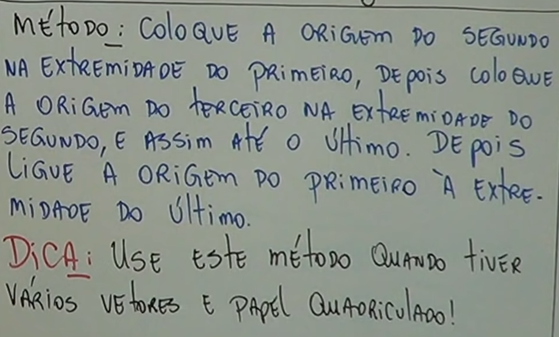 MÉTODO: COLOQUE A ORIGEM DO SEGUNDO
NA EXTREMIDADE DO PRIMEIRO, DEPOIS COLOQUE
A ORIGEM DO TERCEIRO NA EXTREMIDADE DO
SEGUNDO, E ASSIM ATÉ O ÚLTIMO. DEPOIS
LIGUE A ORIGEM DO PRIMEIRO À EXTRE-
MIDADE DO ÚLTIMO.
DICA: USE ESTE MÉTODO QUANDO TIVER
VÁRIOS VETORES E PAPEL QUADRICULADO!